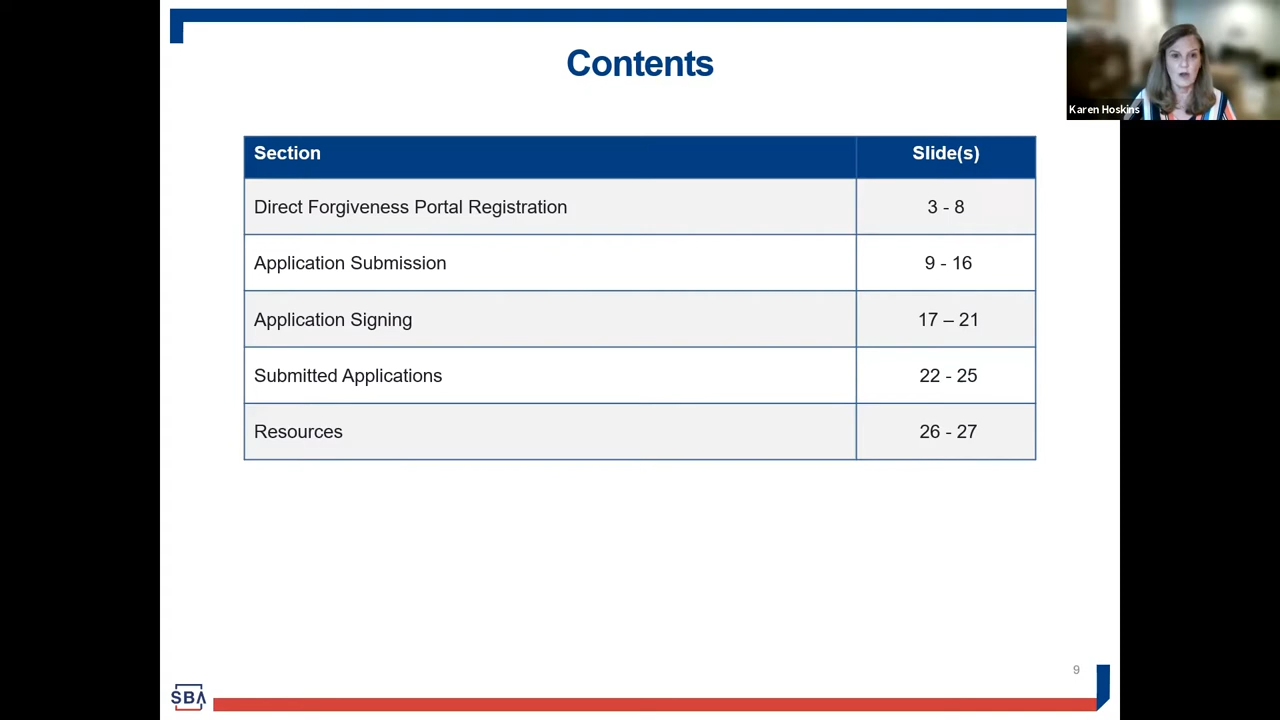 Contents
Karen Hoskins
Section Slide(s)
Direct Forgiveness Portal Registration 3 - 8
Application Submission 9 - 16
Application Signing 17 – 21
Submitted Applications 22 - 25
Resources 26 - 27
9
SBA